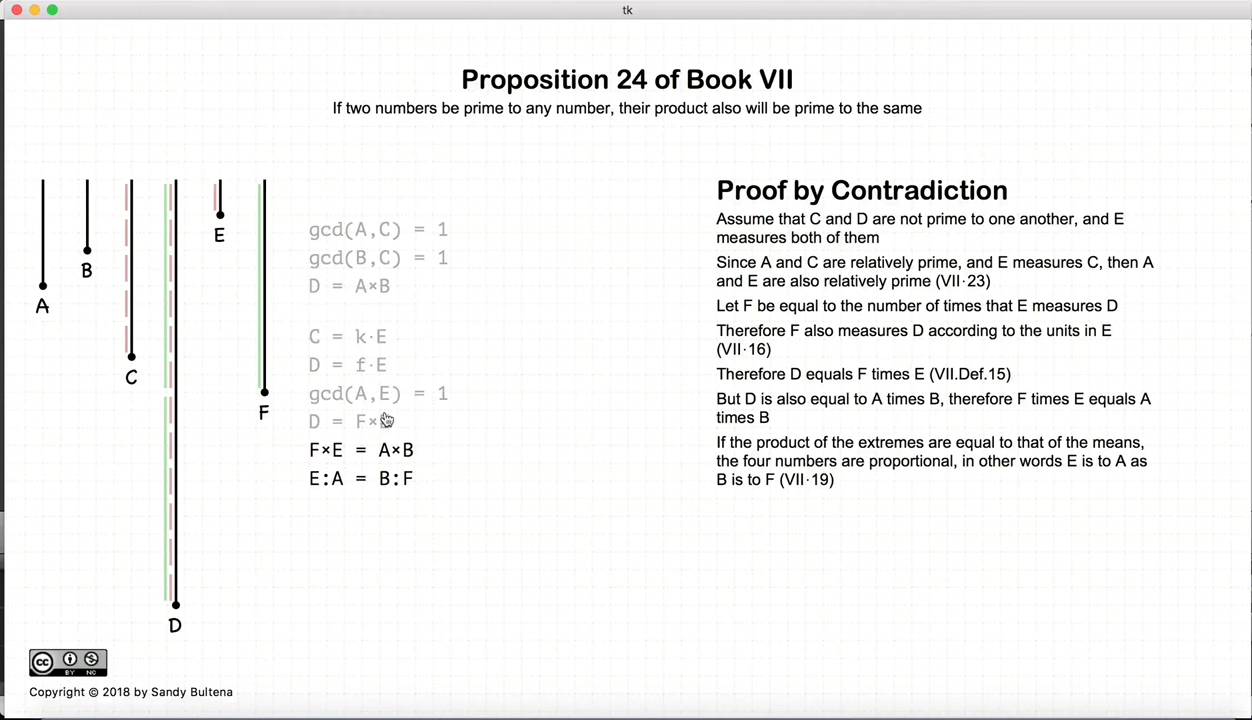 tk
Proposition 24 of Book VII
If two numbers be prime to any number, their product also will be prime to the same
A
B
C
D
E
F
gcd(A,C) = 1
gcd(B,C) = 1
D = A×B
C = k·E
D = f·E
gcd(A,E) = 1
D = F×
F×E = A×B
E:A = B:F
Proof by Contradiction
Assume that C and D are not prime to one another, and E
measures both of them
Since A and C are relatively prime, and E measures C, then A
and E are also relatively prime (VII·23)
Let F be equal to the number of times that E measures D
Therefore F also measures D according to the units in E
(VII·16)
Therefore D equals F times E (VII.Def.15)
But D is also equal to A times B, therefore F times E equals A
times B
If the product of the extremes are equal to that of the means,
the four numbers are proportional, in other words E is to A as
B is to F (VII·19)
cc
BY NC
Copyright © 2018 by Sandy Bultena